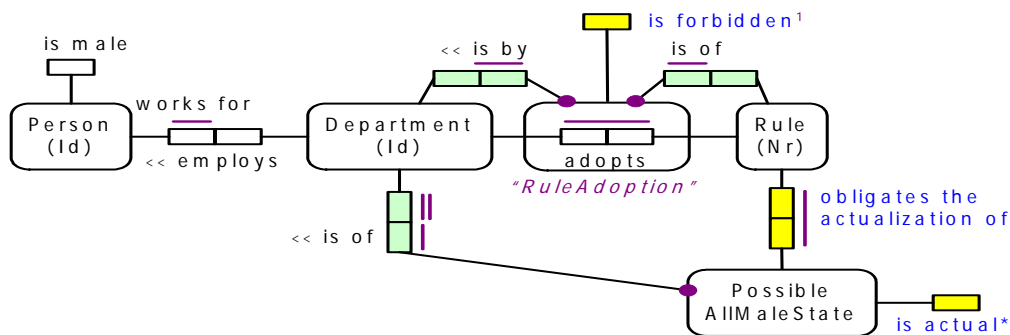 is forbidden¹
is male
<< is by
is of
works for
Person
(Id)
Department
(Id)
Rule
(Nr)
<< employs
adopts
"RuleAdoption"
obligates the
actualization of
<< is of
Possible
AllMaleState
is actual*